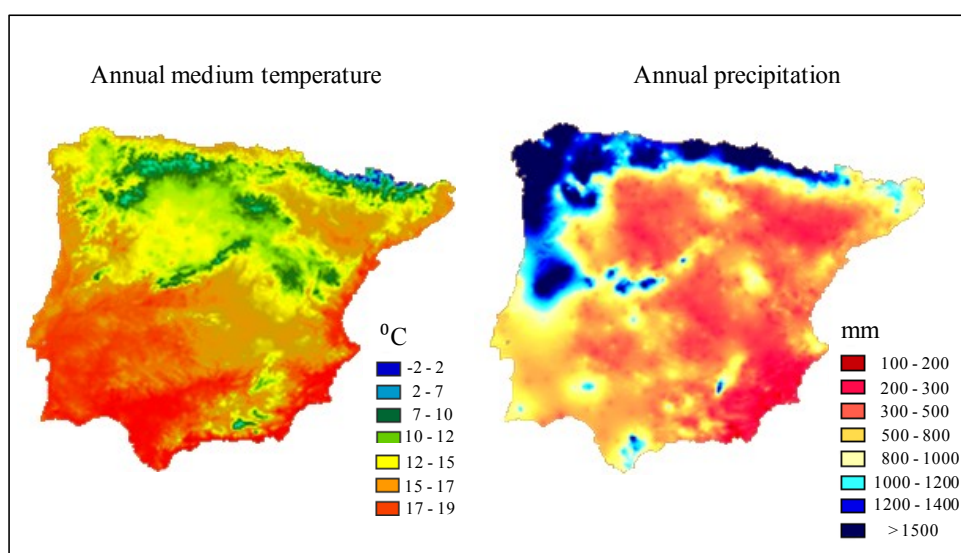 Annual medium temperature
Annual precipitation
⁰C
-2 - 2
2 - 7
7 - 10
10 - 12
12 - 15
15 - 17
17 - 19
mm
100 - 200
200 - 300
300 - 500
500 - 800
800 - 1000
1000 - 1200
1200 - 1400
> 1500